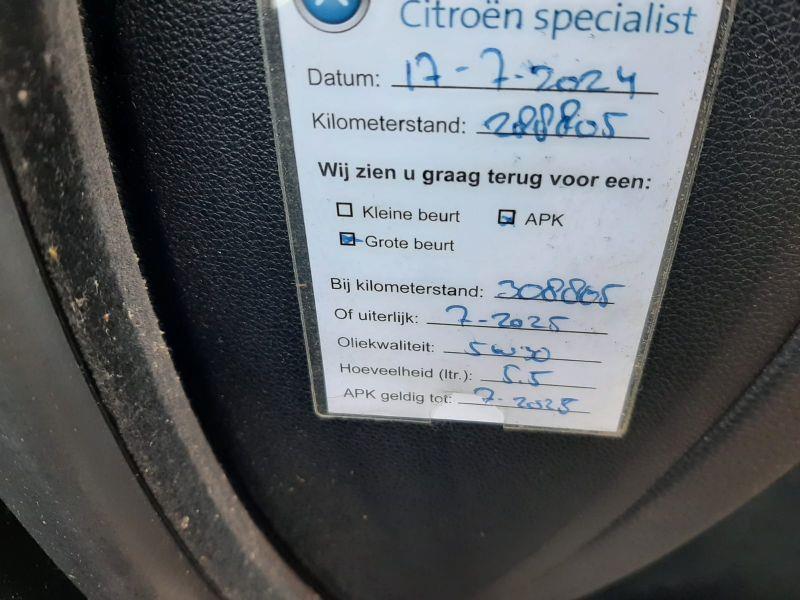 Citroën specialist
Datum: 17-7-2024
Kilometerstand: 288805
Wij zien u graag terug voor een:
Kleine beurt APK
Grote beurt
Bij kilometerstand: 308805
Of uiterlijk: 7-2025
Oliekwaliteit: 5w30
Hoeveelheid (ltr.): 5.5
APK geldig tot: 7-2025